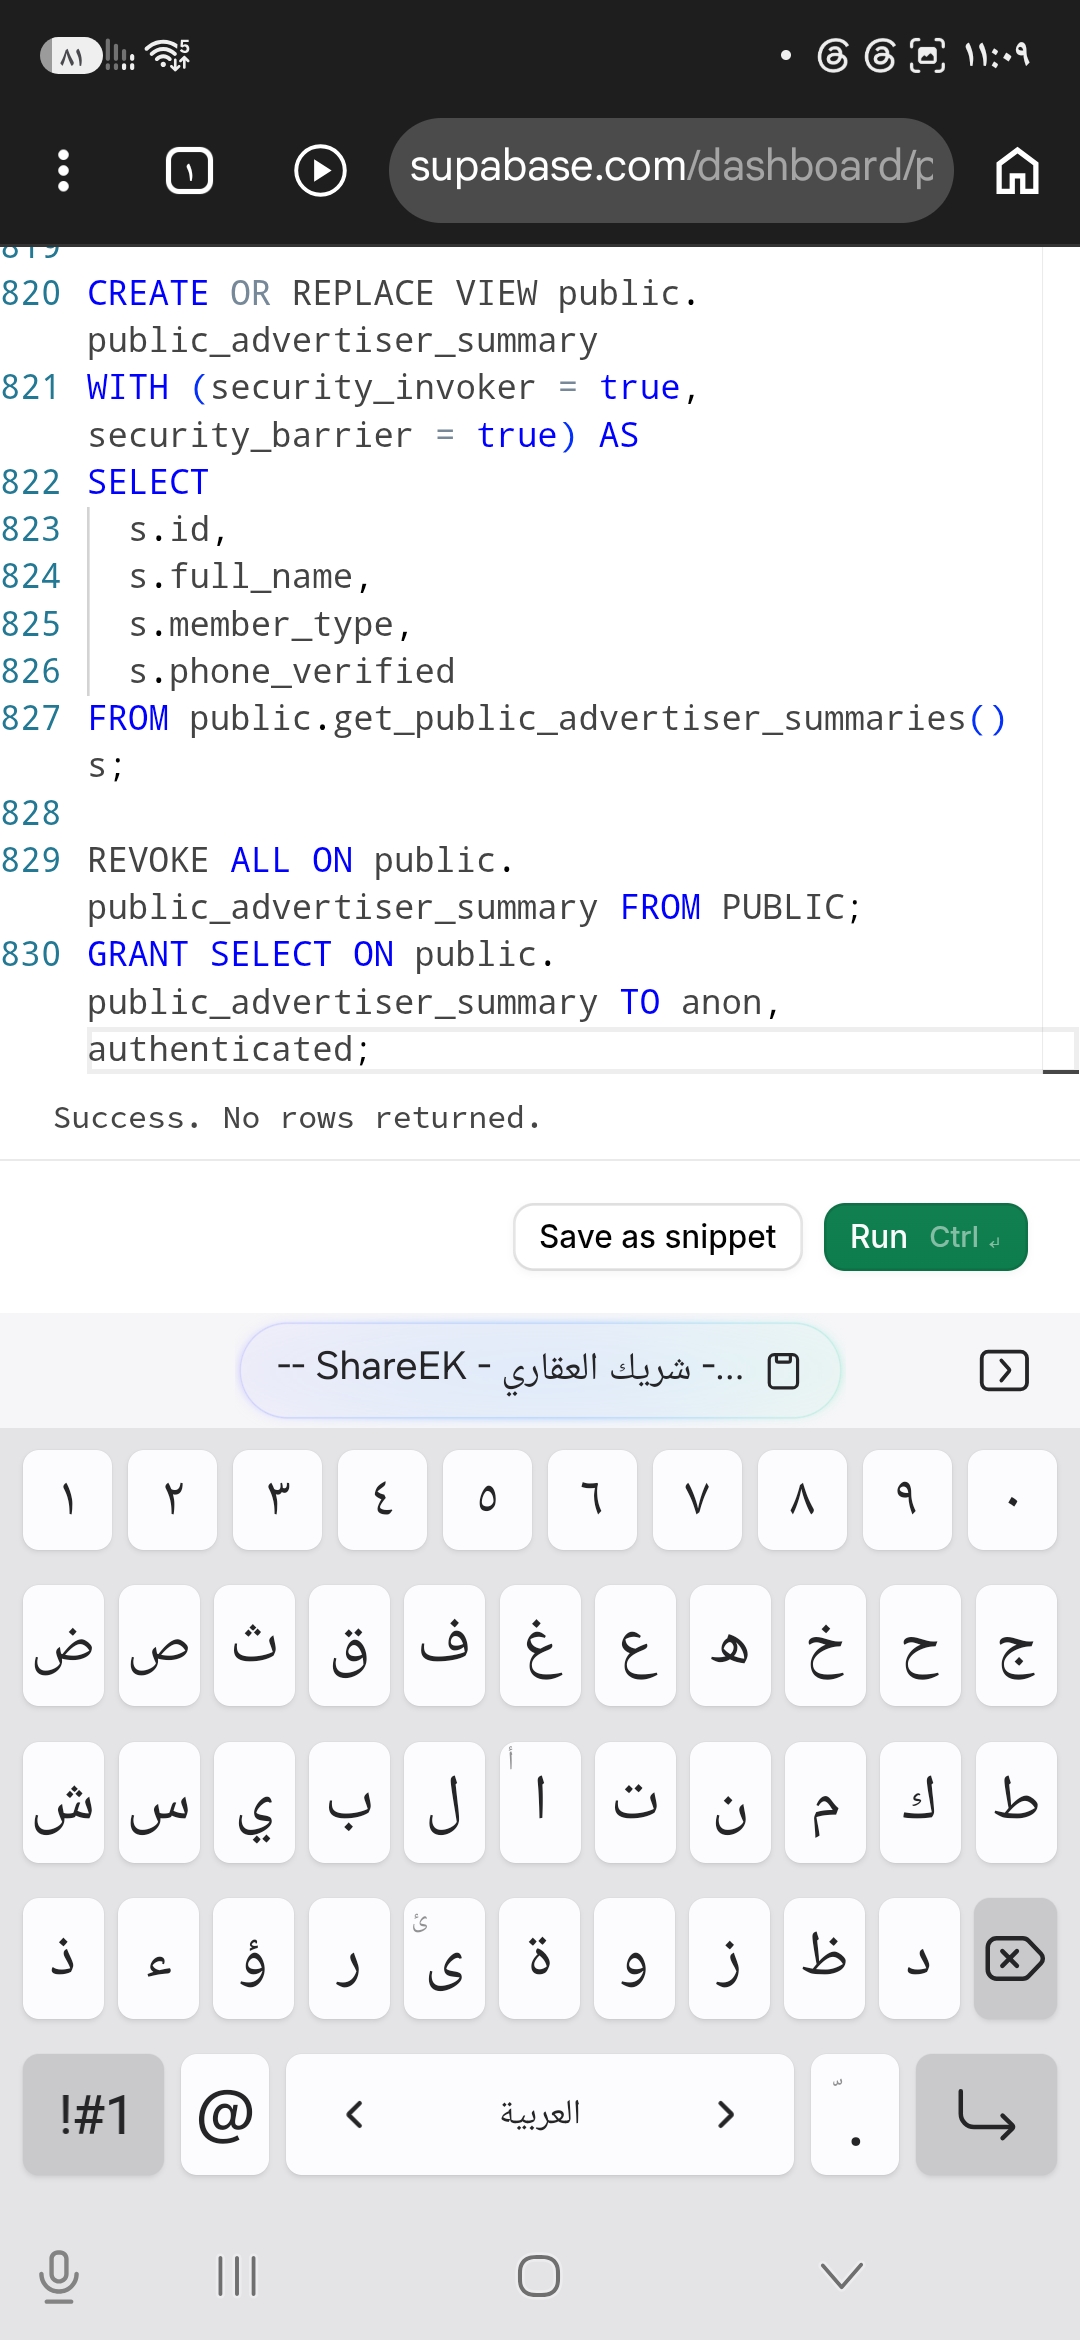 ٨١
5
١١:٠٩
١
supabase.com/dashboard/p
819
820 CREATE OR REPLACE VIEW public.
public_advertiser_summary
821 WITH (security_invoker = true,
security_barrier = true) AS
822 SELECT
823 s.id,
824 s.full_name,
825 s.member_type,
826 s.phone_verified
827 FROM public.get_public_advertiser_summaries()
s;
828
829 REVOKE ALL ON public.
public_advertiser_summary FROM PUBLIC;
830 GRANT SELECT ON public.
public_advertiser_summary TO anon,
authenticated;
Success. No rows returned.
Save as snippet
Run Ctrl ↵
-- ShareEK - شريك العقاري -...
١ ٢ ٣ ٤ ٥ ٦ ٧ ٨ ٩ ٠
ض ص ث ق ف غ ع ه خ ح ج
ش س ي ب ل أ ا ت ن م ك ط
ذ ء ؤ ر ئ ى ة و ز ظ د
!#1 @ < العربية > .